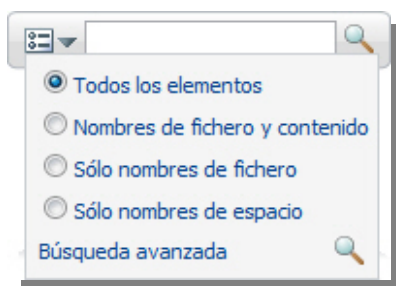 Todos los elementos
Nombres de fichero y contenido
Sólo nombres de fichero
Sólo nombres de espacio
Búsqueda avanzada